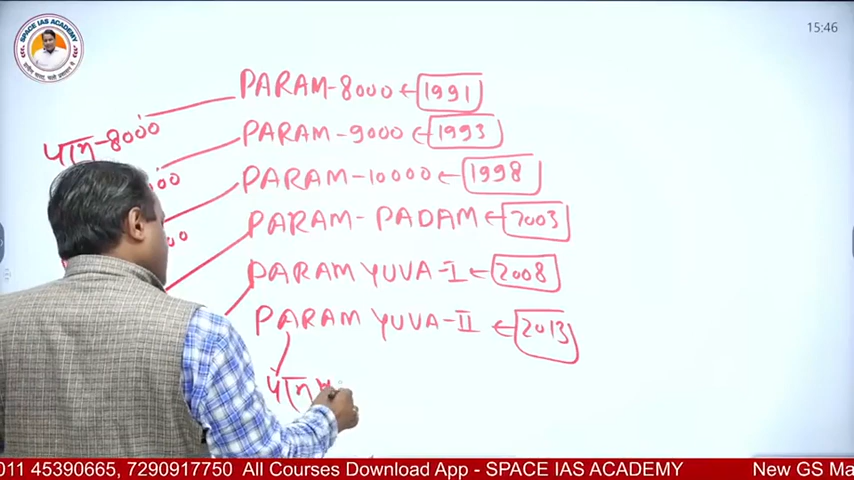 SPACE IAS ACADEMY
15:46
PARAM-8000 ← 1991
परम-8000
PARAM-9000 ← 1993
PARAM-10000 ← 1998
PARAM-PADAM ← 2003
PARAM YUVA-I ← 2008
PARAM YUVA-II ← 2013
011 45390665, 7290917750 All Courses Download App - SPACE IAS ACADEMY New GS Ma